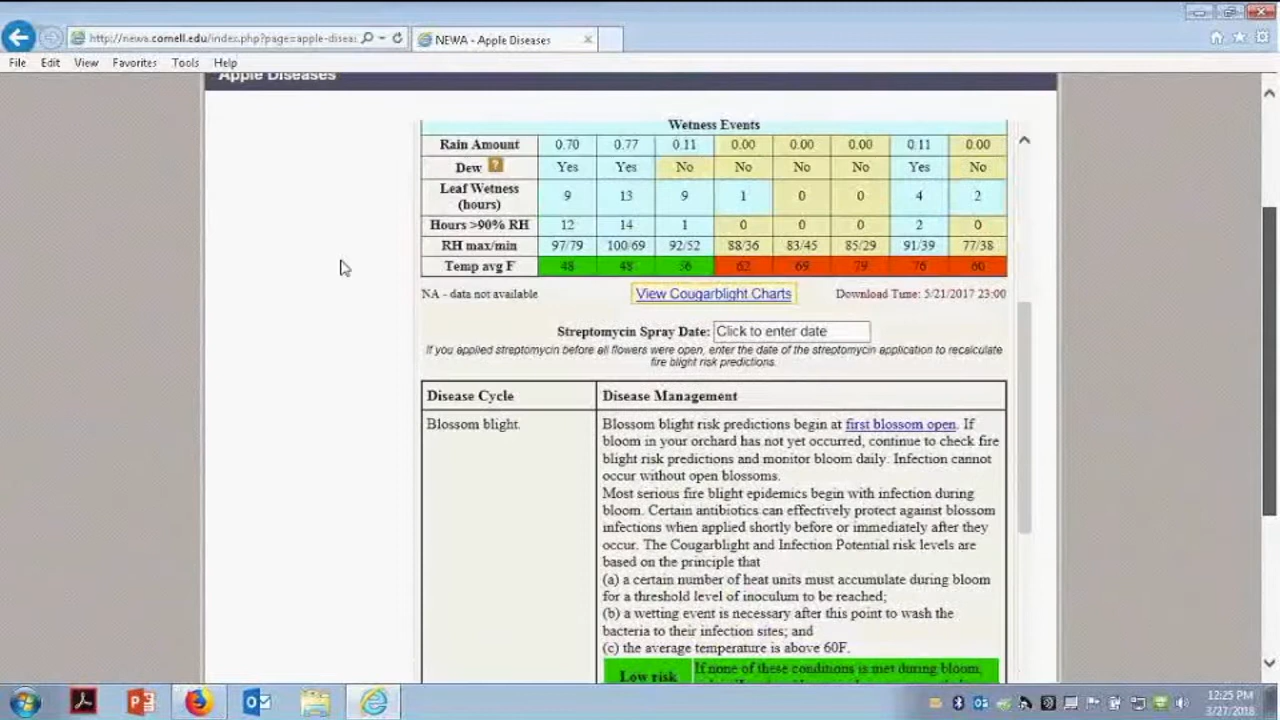 http://newa.cornell.edu/index.php?page=apple-diseas
NEWA - Apple Diseases
File Edit View Favorites Tools Help
Apple Diseases
Wetness Events
Rain Amount 0.70 0.77 0.11 0.00 0.00 0.00 0.11 0.00
Dew ? Yes Yes No No No No Yes No
Leaf Wetness (hours) 9 13 9 1 0 0 4 2
Hours >90% RH 12 14 1 0 0 0 2 0
RH max/min 97/79 100/69 92/52 88/36 83/45 85/29 91/39 77/38
Temp avg F 48 48 56 62 69 79 76 60
NA - data not available View Cougarblight Charts Download Time: 5/21/2017 23:00
Streptomycin Spray Date: Click to enter date
If you applied streptomycin before all flowers were open, enter the date of the streptomycin application to recalculate
fire blight risk predictions.
Disease Cycle Disease Management
Blossom blight. Blossom blight risk predictions begin at first blossom open. If
bloom in your orchard has not yet occurred, continue to check fire
blight risk predictions and monitor bloom daily. Infection cannot
occur without open blossoms.
Most serious fire blight epidemics begin with infection during
bloom. Certain antibiotics can effectively protect against blossom
infections when applied shortly before or immediately after they
occur. The Cougarblight and Infection Potential risk levels are
based on the principle that
(a) a certain number of heat units must accumulate during bloom
for a threshold level of inoculum to be reached;
(b) a wetting event is necessary after this point to wash the
bacteria to their infection sites; and
(c) the average temperature is above 60F.
Low risk If none of these conditions is met during bloom,
12:25 PM
3/27/2018